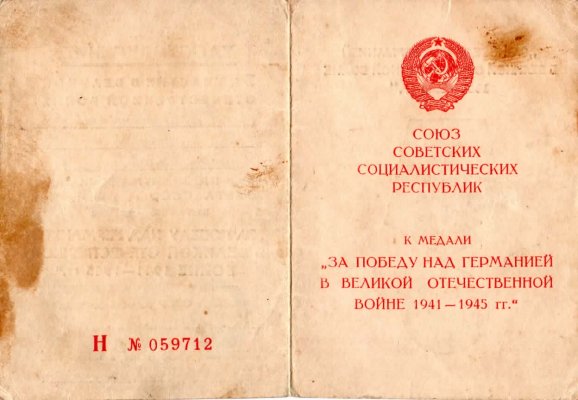 Н № 059712
СОЮЗ
СОВЕТСКИХ
СОЦИАЛИСТИЧЕСКИХ
РЕСПУБЛИК
К МЕДАЛИ
„ЗА ПОБЕДУ НАД ГЕРМАНИЕЙ
В ВЕЛИКОЙ ОТЕЧЕСТВЕННОЙ
ВОЙНЕ 1941—1945 гг.“